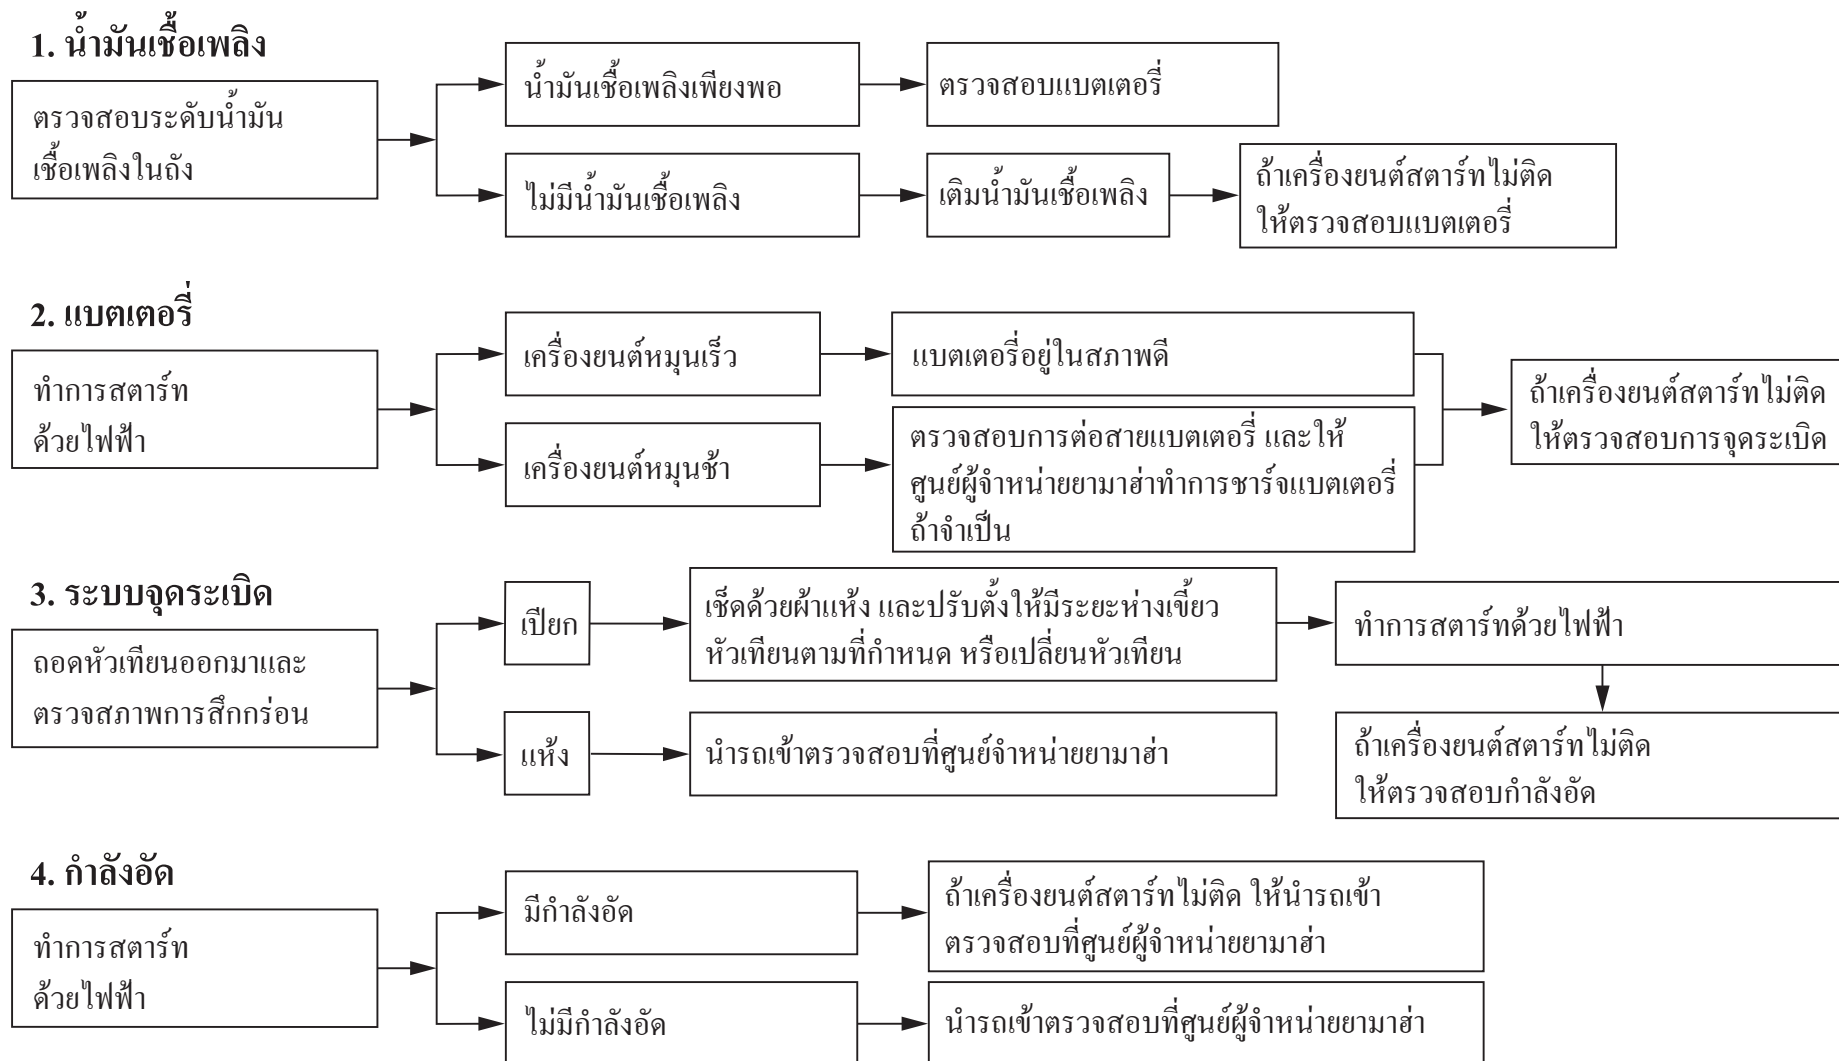 1. น้ำมันเชื้อเพลิง
ตรวจสอบระดับน้ำมัน
เชื้อเพลิงในถัง
น้ำมันเชื้อเพลิงเพียงพอ
ตรวจสอบแบตเตอรี่
ไม่มีน้ำมันเชื้อเพลิง
เติมน้ำมันเชื้อเพลิง
ถ้าเครื่องยนต์สตาร์ทไม่ติด
ให้ตรวจสอบแบตเตอรี่
2. แบตเตอรี่
ทำการสตาร์ท
ด้วยไฟฟ้า
เครื่องยนต์หมุนเร็ว
แบตเตอรี่อยู่ในสภาพดี
เครื่องยนต์หมุนช้า
ตรวจสอบการต่อสายแบตเตอรี่ และให้
ศูนย์ผู้จำหน่ายยามาฮ่าทำการชาร์จแบตเตอรี่
ถ้าจำเป็น
ถ้าเครื่องยนต์สตาร์ทไม่ติด
ให้ตรวจสอบการจุดระเบิด
3. ระบบจุดระเบิด
ถอดหัวเทียนออกมาและ
ตรวจสภาพการสึกกร่อน
เปียก
เช็ดด้วยผ้าแห้ง และปรับตั้งให้มีระยะห่างเขี้ยว
หัวเทียนตามที่กำหนด หรือเปลี่ยนหัวเทียน
ทำการสตาร์ทด้วยไฟฟ้า
แห้ง
นำรถเข้าตรวจสอบที่ศูนย์จำหน่ายยามาฮ่า
ถ้าเครื่องยนต์สตาร์ทไม่ติด
ให้ตรวจสอบกำลังอัด
4. กำลังอัด
ทำการสตาร์ท
ด้วยไฟฟ้า
มีกำลังอัด
ถ้าเครื่องยนต์สตาร์ทไม่ติด ให้นำรถเข้า
ตรวจสอบที่ศูนย์ผู้จำหน่ายยามาฮ่า
ไม่มีกำลังอัด
นำรถเข้าตรวจสอบที่ศูนย์ผู้จำหน่ายยามาฮ่า